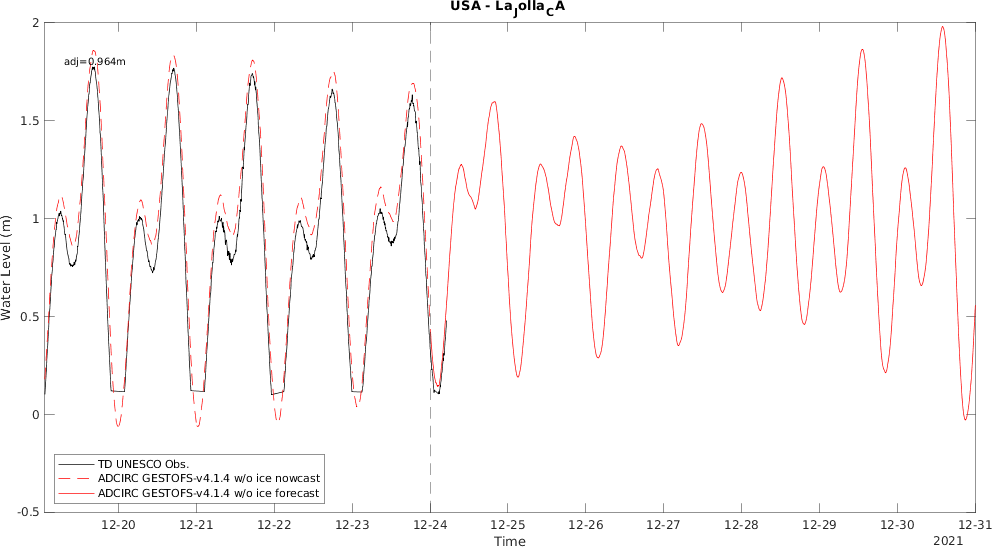 USA - LaJollaCA
adj=0.964m
2
1.5
1
0.5
0
-0.5
Water Level (m)
TD UNESCO Obs.
ADCIRC GESTOFS-v4.1.4 w/o ice nowcast
ADCIRC GESTOFS-v4.1.4 w/o ice forecast
12-20 12-21 12-22 12-23 12-24 12-25 12-26 12-27 12-28 12-29 12-30 12-31
Time
2021